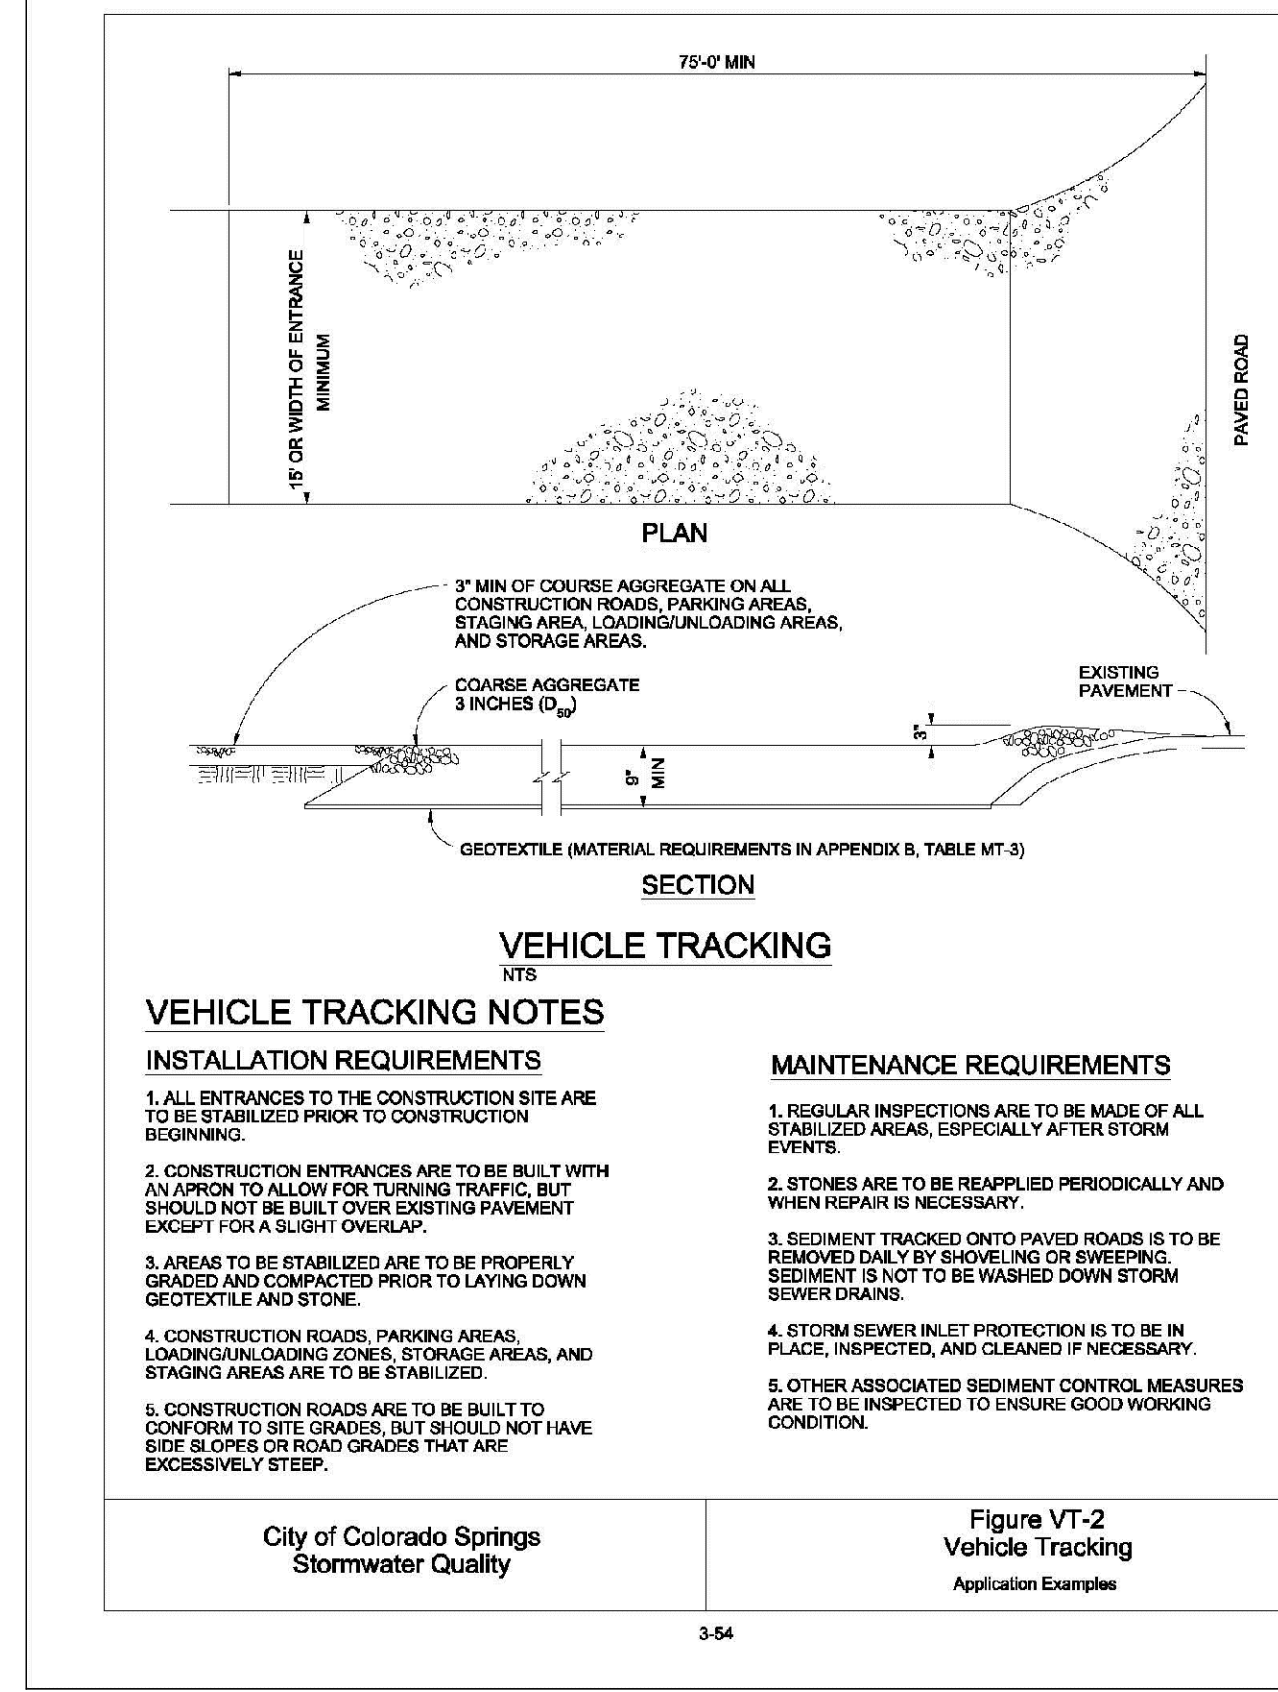 75'-0' MIN
15' OR WIDTH OF ENTRANCE
MINIMUM
PAVED ROAD
PLAN
3" MIN OF COURSE AGGREGATE ON ALL
CONSTRUCTION ROADS, PARKING AREAS,
STAGING AREA, LOADING/UNLOADING AREAS,
AND STORAGE AREAS.
COARSE AGGREGATE
3 INCHES (D50)
EXISTING
PAVEMENT
3"
9"
MIN
GEOTEXTILE (MATERIAL REQUIREMENTS IN APPENDIX B, TABLE MT-3)
SECTION
VEHICLE TRACKING
NTS
VEHICLE TRACKING NOTES
INSTALLATION REQUIREMENTS
1. ALL ENTRANCES TO THE CONSTRUCTION SITE ARE
TO BE STABILIZED PRIOR TO CONSTRUCTION
BEGINNING.
2. CONSTRUCTION ENTRANCES ARE TO BE BUILT WITH
AN APRON TO ALLOW FOR TURNING TRAFFIC, BUT
SHOULD NOT BE BUILT OVER EXISTING PAVEMENT
EXCEPT FOR A SLIGHT OVERLAP.
3. AREAS TO BE STABILIZED ARE TO BE PROPERLY
GRADED AND COMPACTED PRIOR TO LAYING DOWN
GEOTEXTILE AND STONE.
4. CONSTRUCTION ROADS, PARKING AREAS,
LOADING/UNLOADING ZONES, STORAGE AREAS, AND
STAGING AREAS ARE TO BE STABILIZED.
5. CONSTRUCTION ROADS ARE TO BE BUILT TO
CONFORM TO SITE GRADES, BUT SHOULD NOT HAVE
SIDE SLOPES OR ROAD GRADES THAT ARE
EXCESSIVELY STEEP.
MAINTENANCE REQUIREMENTS
1. REGULAR INSPECTIONS ARE TO BE MADE OF ALL
STABILIZED AREAS, ESPECIALLY AFTER STORM
EVENTS.
2. STONES ARE TO BE REAPPLIED PERIODICALLY AND
WHEN REPAIR IS NECESSARY.
3. SEDIMENT TRACKED ONTO PAVED ROADS IS TO BE
REMOVED DAILY BY SHOVELING OR SWEEPING.
SEDIMENT IS NOT TO BE WASHED DOWN STORM
SEWER DRAINS.
4. STORM SEWER INLET PROTECTION IS TO BE IN
PLACE, INSPECTED, AND CLEANED IF NECESSARY.
5. OTHER ASSOCIATED SEDIMENT CONTROL MEASURES
ARE TO BE INSPECTED TO ENSURE GOOD WORKING
CONDITION.
City of Colorado Springs
Stormwater Quality
Figure VT-2
Vehicle Tracking
Application Examples
3-54